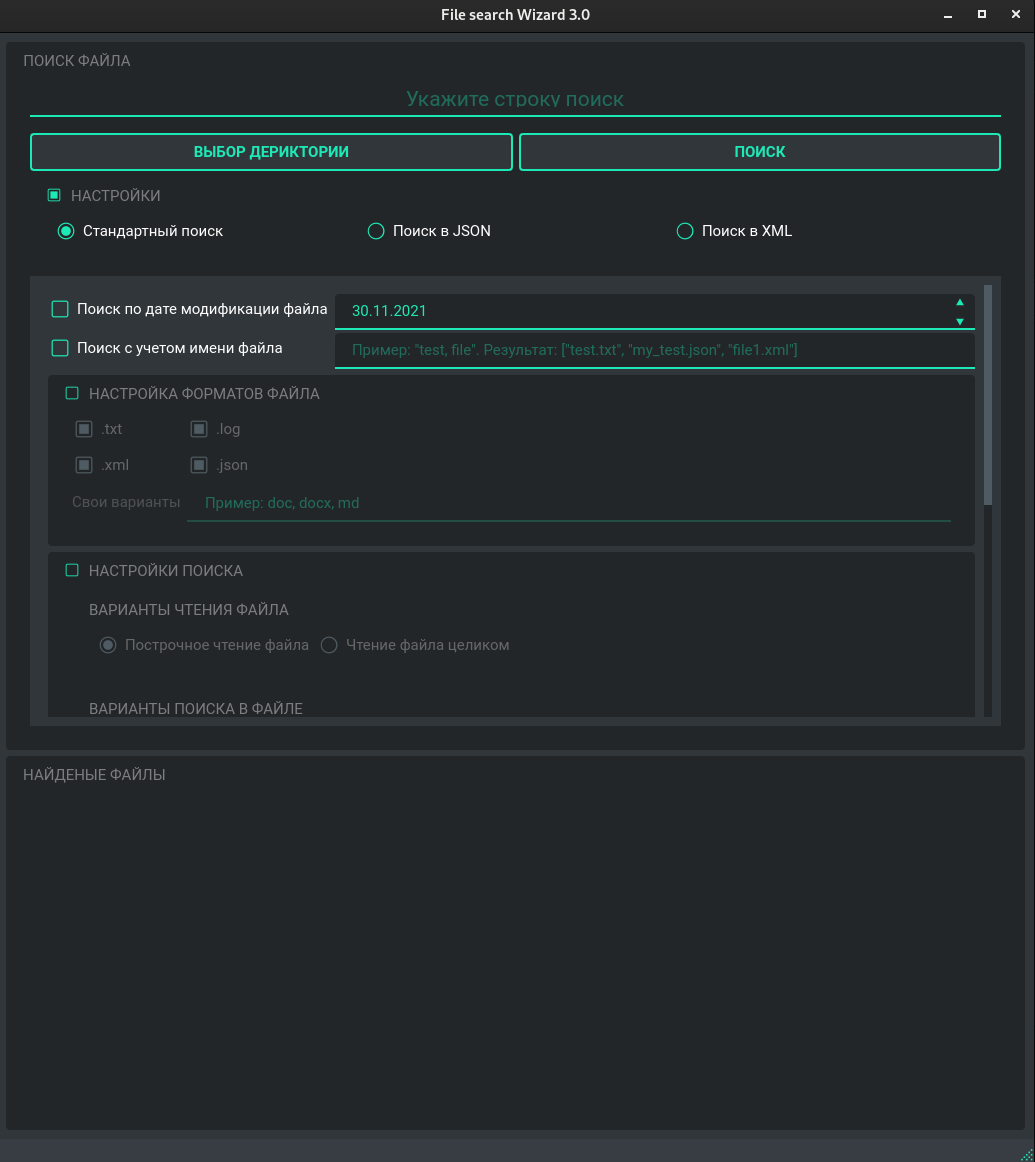 File search Wizard 3.0
ПОИСК ФАЙЛА
Укажите строку поиск
ВЫБОР ДЕРИКТОРИИ ПОИСК
НАСТРОЙКИ
Стандартный поиск Поиск в JSON Поиск в XML
Поиск по дате модификации файла 30.11.2021
Поиск с учетом имени файла Пример: "test, file". Результат: ["test.txt", "my_test.json", "file1.xml"]
НАСТРОЙКА ФОРМАТОВ ФАЙЛА
.txt .log
.xml .json
Свои варианты Пример: doc, docx, md
НАСТРОЙКИ ПОИСКА
ВАРИАНТЫ ЧТЕНИЯ ФАЙЛА
Построчное чтение файла Чтение файла целиком
ВАРИАНТЫ ПОИСКА В ФАЙЛЕ
НАЙДЕНЫЕ ФАЙЛЫ